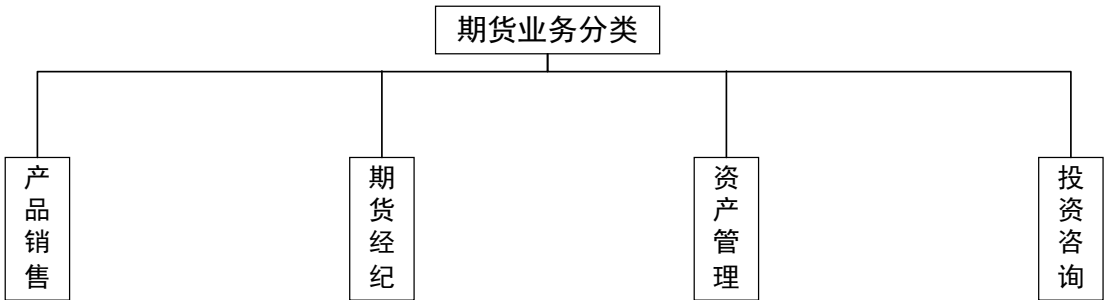 期货业务分类
产品销售
期货经纪
资产管理
投资咨询